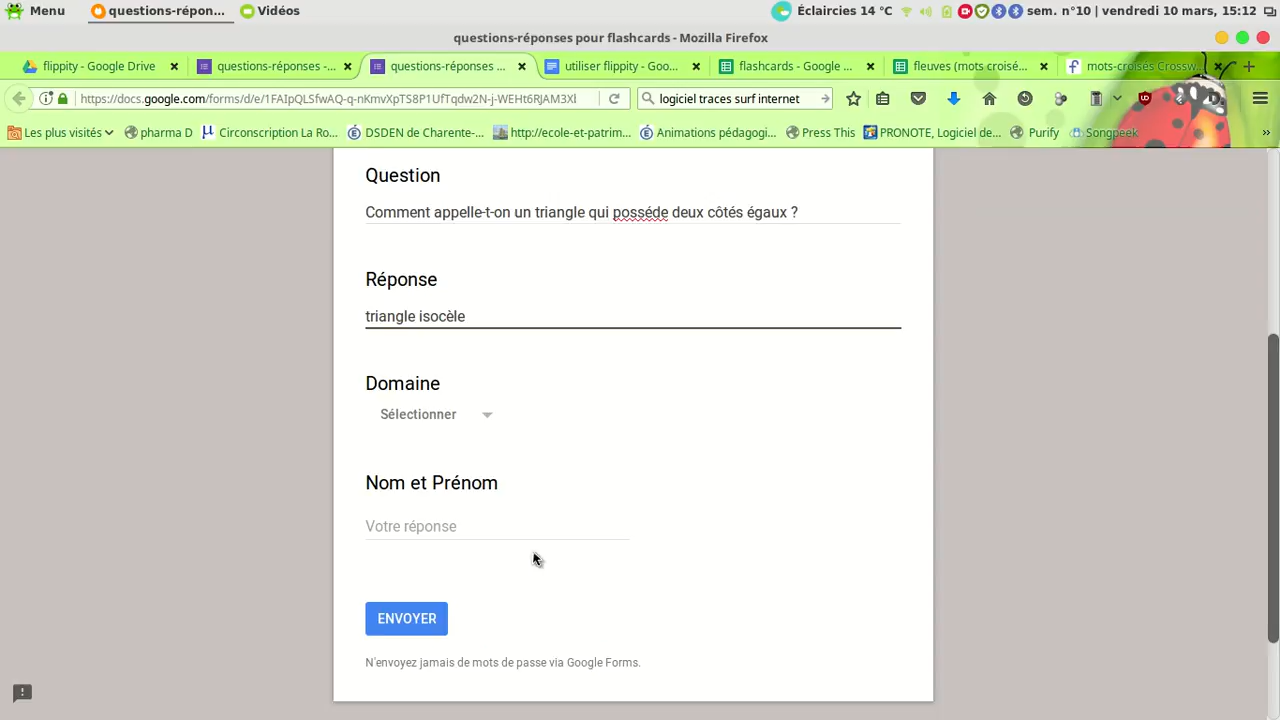 Menu questions-répon... Vidéos Éclaircies 14 °C sem. n°10 | vendredi 10 mars, 15:12
questions-réponses pour flashcards - Mozilla Firefox
flippity - Google Drive questions-réponses -... questions-réponses ... utiliser flippity - Goo... flashcards - Google ... fleuves (mots croisé... mots-croisés Crossw
https://docs.google.com/forms/d/e/1FAIpQLSfwAQ-q-nKmvXpTS8P1UfTqdw2N-j-WEHt6RJAM3Xl logiciel traces surf internet
Les plus visités pharma D Circonscription La Ro... DSDEN de Charente-... http://ecole-et-patrim... Animations pédagogi... Press This PRONOTE, Logiciel de... Purify Songpeek »
Question
Comment appelle-t-on un triangle qui posséde deux côtés égaux ?
Réponse
triangle isocèle
Domaine
Sélectionner
Nom et Prénom
Votre réponse
ENVOYER
N'envoyez jamais de mots de passe via Google Forms.